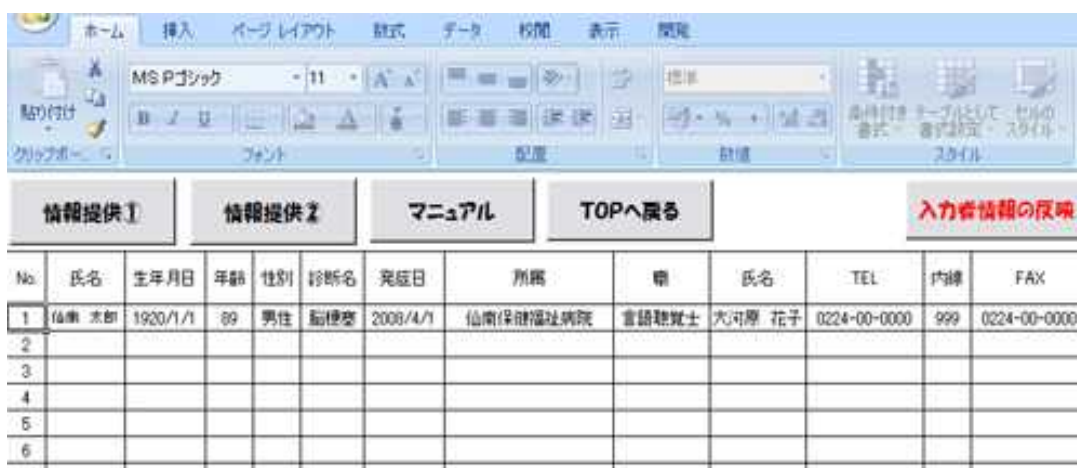 ホーム 挿入 ページ レイアウト 数式 データ 校閲 表示 開発
MS Pゴシック 11 標準
貼り付け B I U % 条件付き書式 テーブルとして書式設定 セルのスタイル
クリップボー... フォント 配置 数値 スタイル
情報提供① 情報提供2 マニュアル TOPへ戻る 入力者情報の反映
No. 氏名 生年月日 年齢 性別 診断名 発症日 所属 職 氏名 TEL 内線 FAX
1 仙南 太郎 1920/1/1 89 男性 脳梗塞 2008/4/1 仙南保健福祉病院 言語聴覚士 大河原 花子 0224-00-0000 999 0224-00-0000
2
3
4
5
6